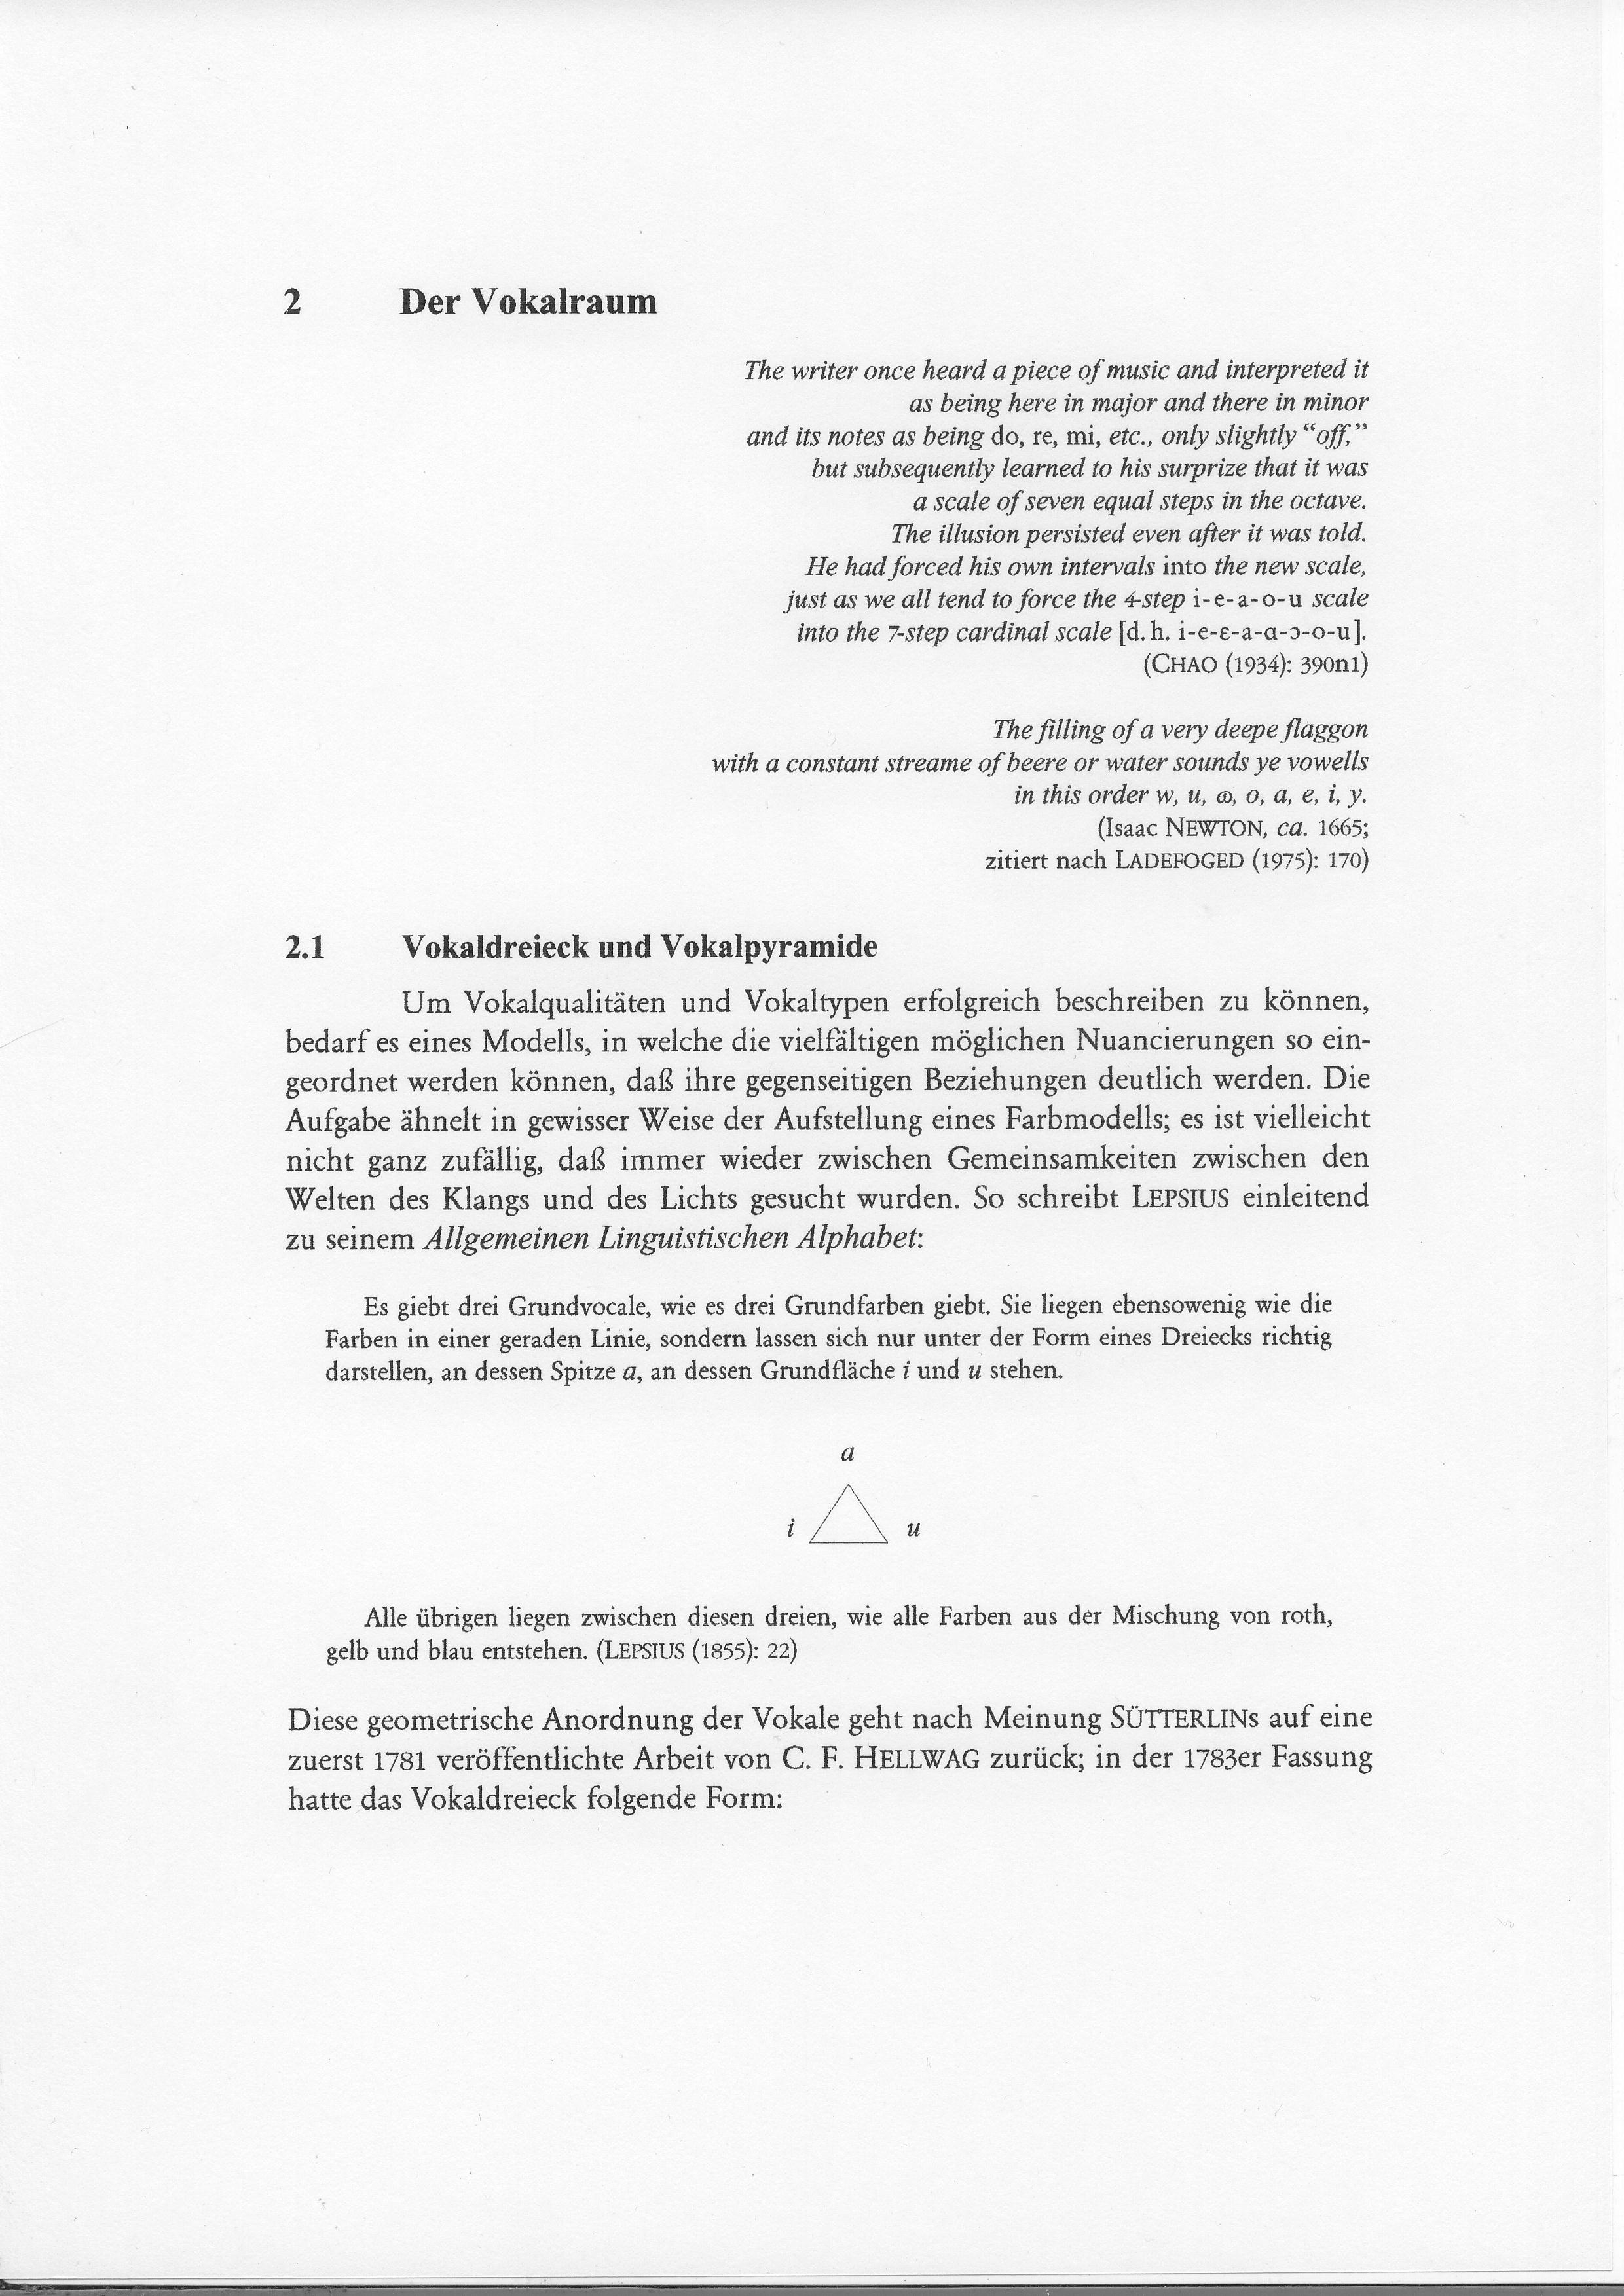 2 Der Vokalraum
The writer once heard a piece of music and interpreted it
as being here in major and there in minor
and its notes as being do, re, mi, etc., only slightly “off,”
but subsequently learned to his surprize that it was
a scale of seven equal steps in the octave.
The illusion persisted even after it was told.
He had forced his own intervals into the new scale,
just as we all tend to force the 4-step i-e-a-o-u scale
into the 7-step cardinal scale [d. h. i-e-ɛ-a-ɑ-ɔ-o-u].
(CHAO (1934): 390n1)
The filling of a very deepe flaggon
with a constant streame of beere or water sounds ye vowells
in this order w, u, ω, o, a, e, i, y.
(Isaac NEWTON, ca. 1665;
zitiert nach LADEFOGED (1975): 170)
2.1 Vokaldreieck und Vokalpyramide
Um Vokalqualitäten und Vokaltypen erfolgreich beschreiben zu können,
bedarf es eines Modells, in welche die vielfältigen möglichen Nuancierungen so ein-
geordnet werden können, daß ihre gegenseitigen Beziehungen deutlich werden. Die
Aufgabe ähnelt in gewisser Weise der Aufstellung eines Farbmodells; es ist vielleicht
nicht ganz zufällig, daß immer wieder zwischen Gemeinsamkeiten zwischen den
Welten des Klangs und des Lichts gesucht wurden. So schreibt LEPSIUS einleitend
zu seinem Allgemeinen Linguistischen Alphabet:
Es giebt drei Grundvocale, wie es drei Grundfarben giebt. Sie liegen ebensowenig wie die
Farben in einer geraden Linie, sondern lassen sich nur unter der Form eines Dreiecks richtig
darstellen, an dessen Spitze a, an dessen Grundfläche i und u stehen.
a
i u
Alle übrigen liegen zwischen diesen dreien, wie alle Farben aus der Mischung von roth,
gelb und blau entstehen. (LEPSIUS (1855): 22)
Diese geometrische Anordnung der Vokale geht nach Meinung SÜTTERLINs auf eine
zuerst 1781 veröffentlichte Arbeit von C. F. HELLWAG zurück; in der 1783er Fassung
hatte das Vokaldreieck folgende Form: